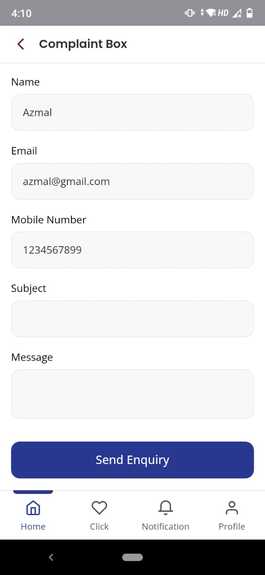 4:10
HD
Complaint Box
Name
Azmal
Email
azmal@gmail.com
Mobile Number
1234567899
Subject
Message
Send Enquiry
Home
Click
Notification
Profile